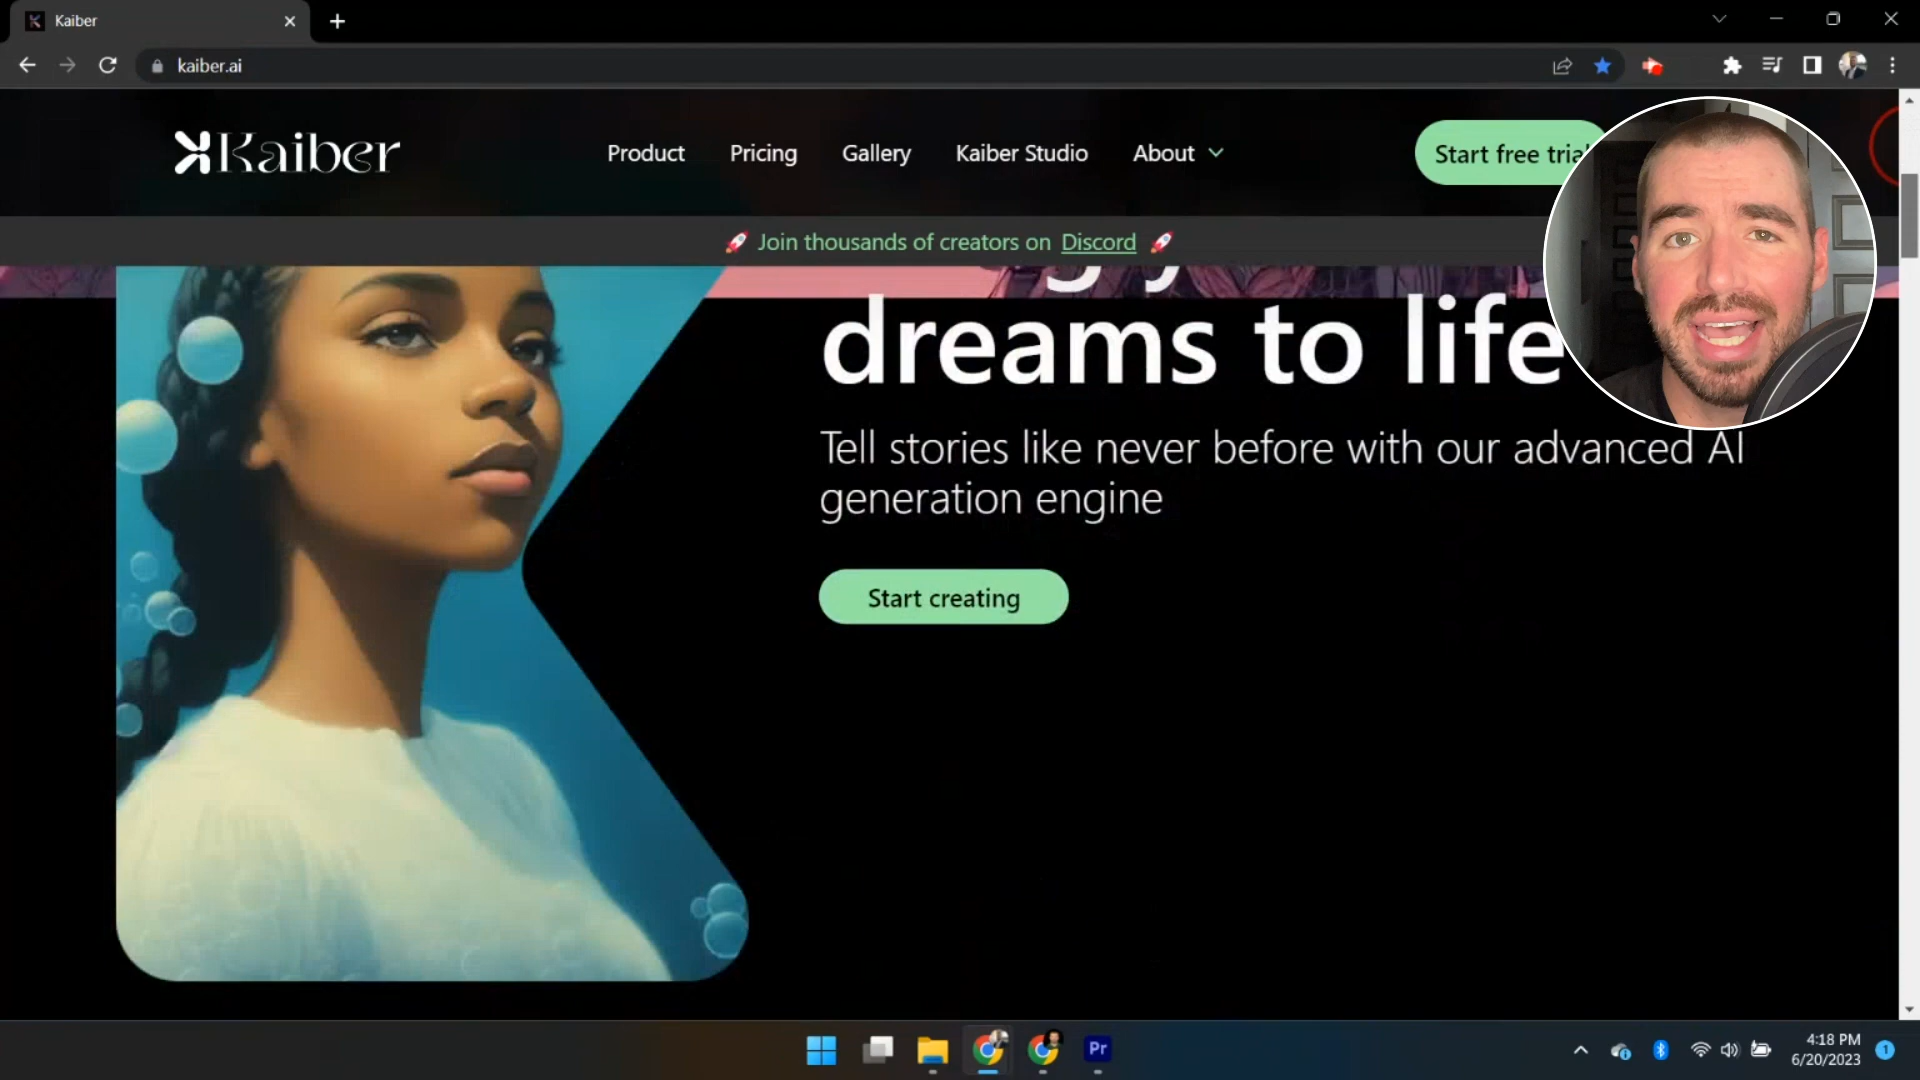 Kaiber
kaiber.ai
Kaiber
Product
Pricing
Gallery
Kaiber Studio
About
Start free trial
🚀 Join thousands of creators on Discord 🚀
dreams to life
Tell stories like never before with our advanced AI
generation engine
Start creating
Pr
4:18 PM
6/20/2023
1